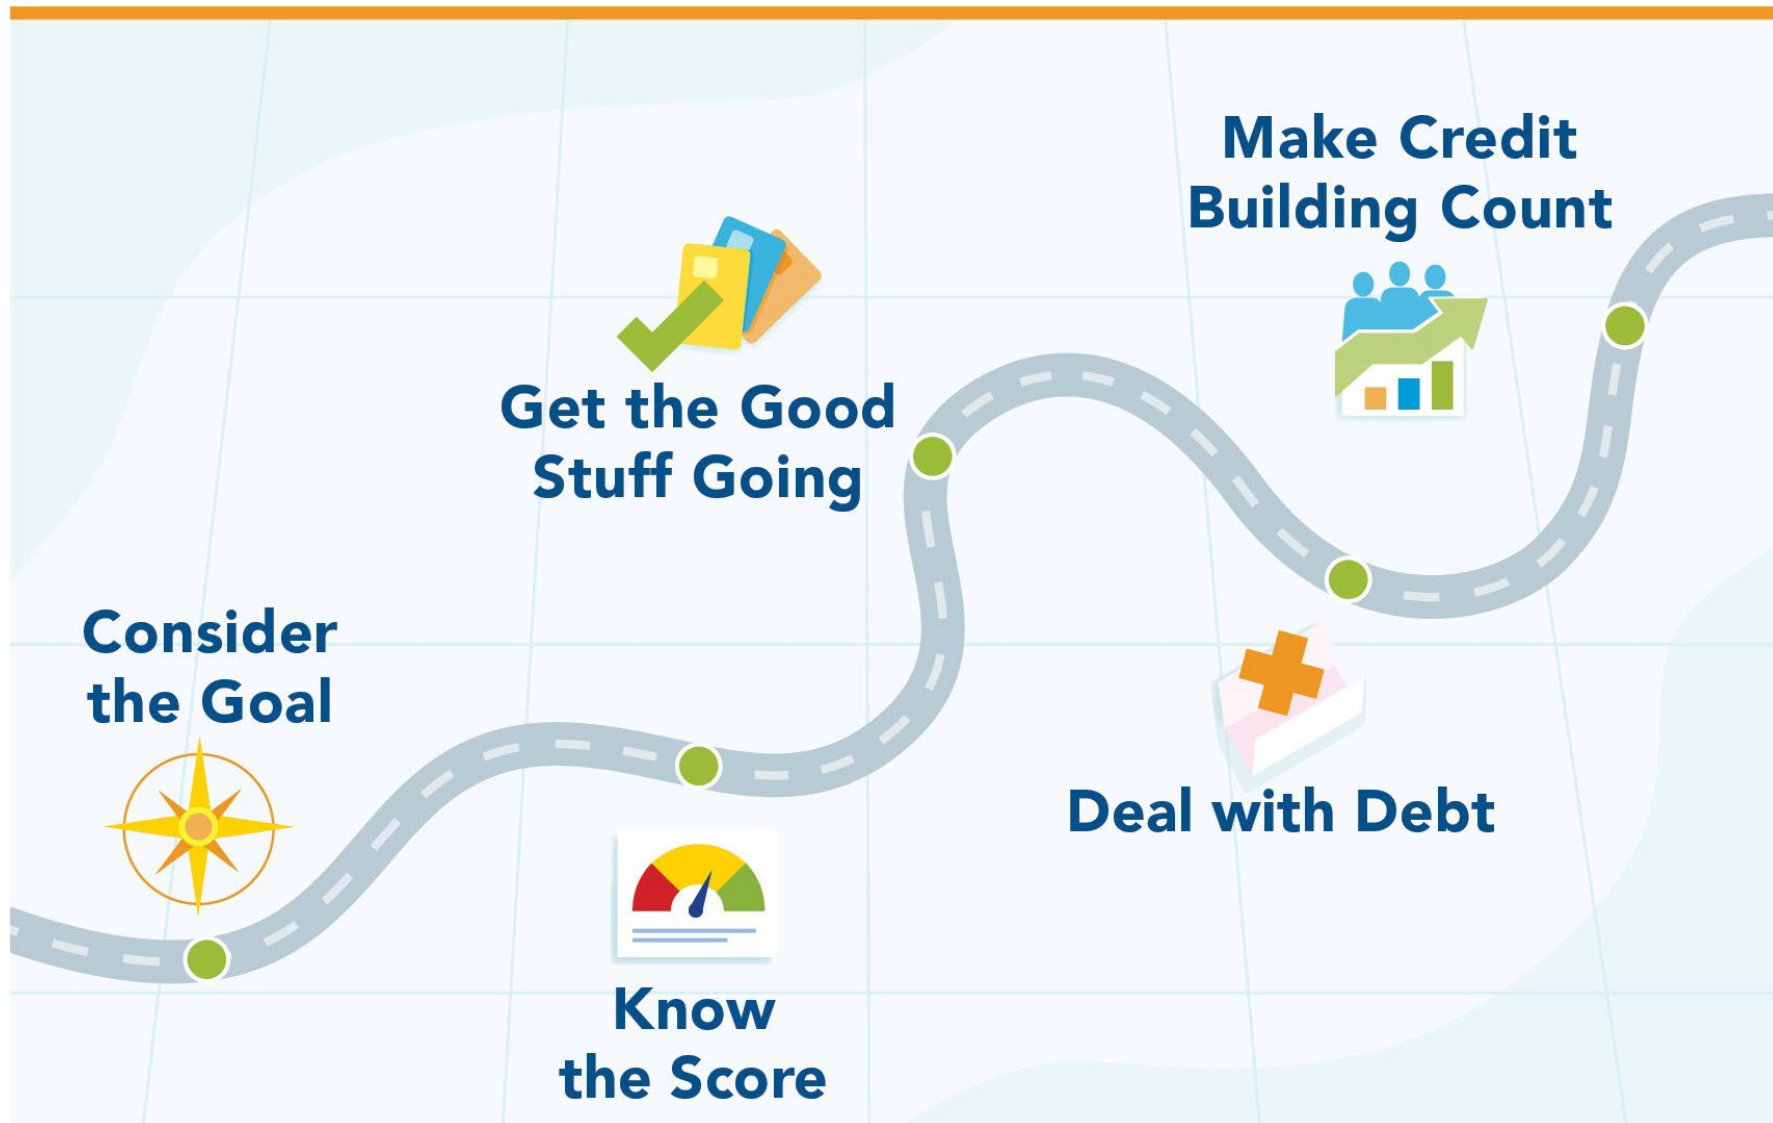 Consider
the Goal
Know
the Score
Get the Good
Stuff Going
Deal with Debt
Make Credit
Building Count